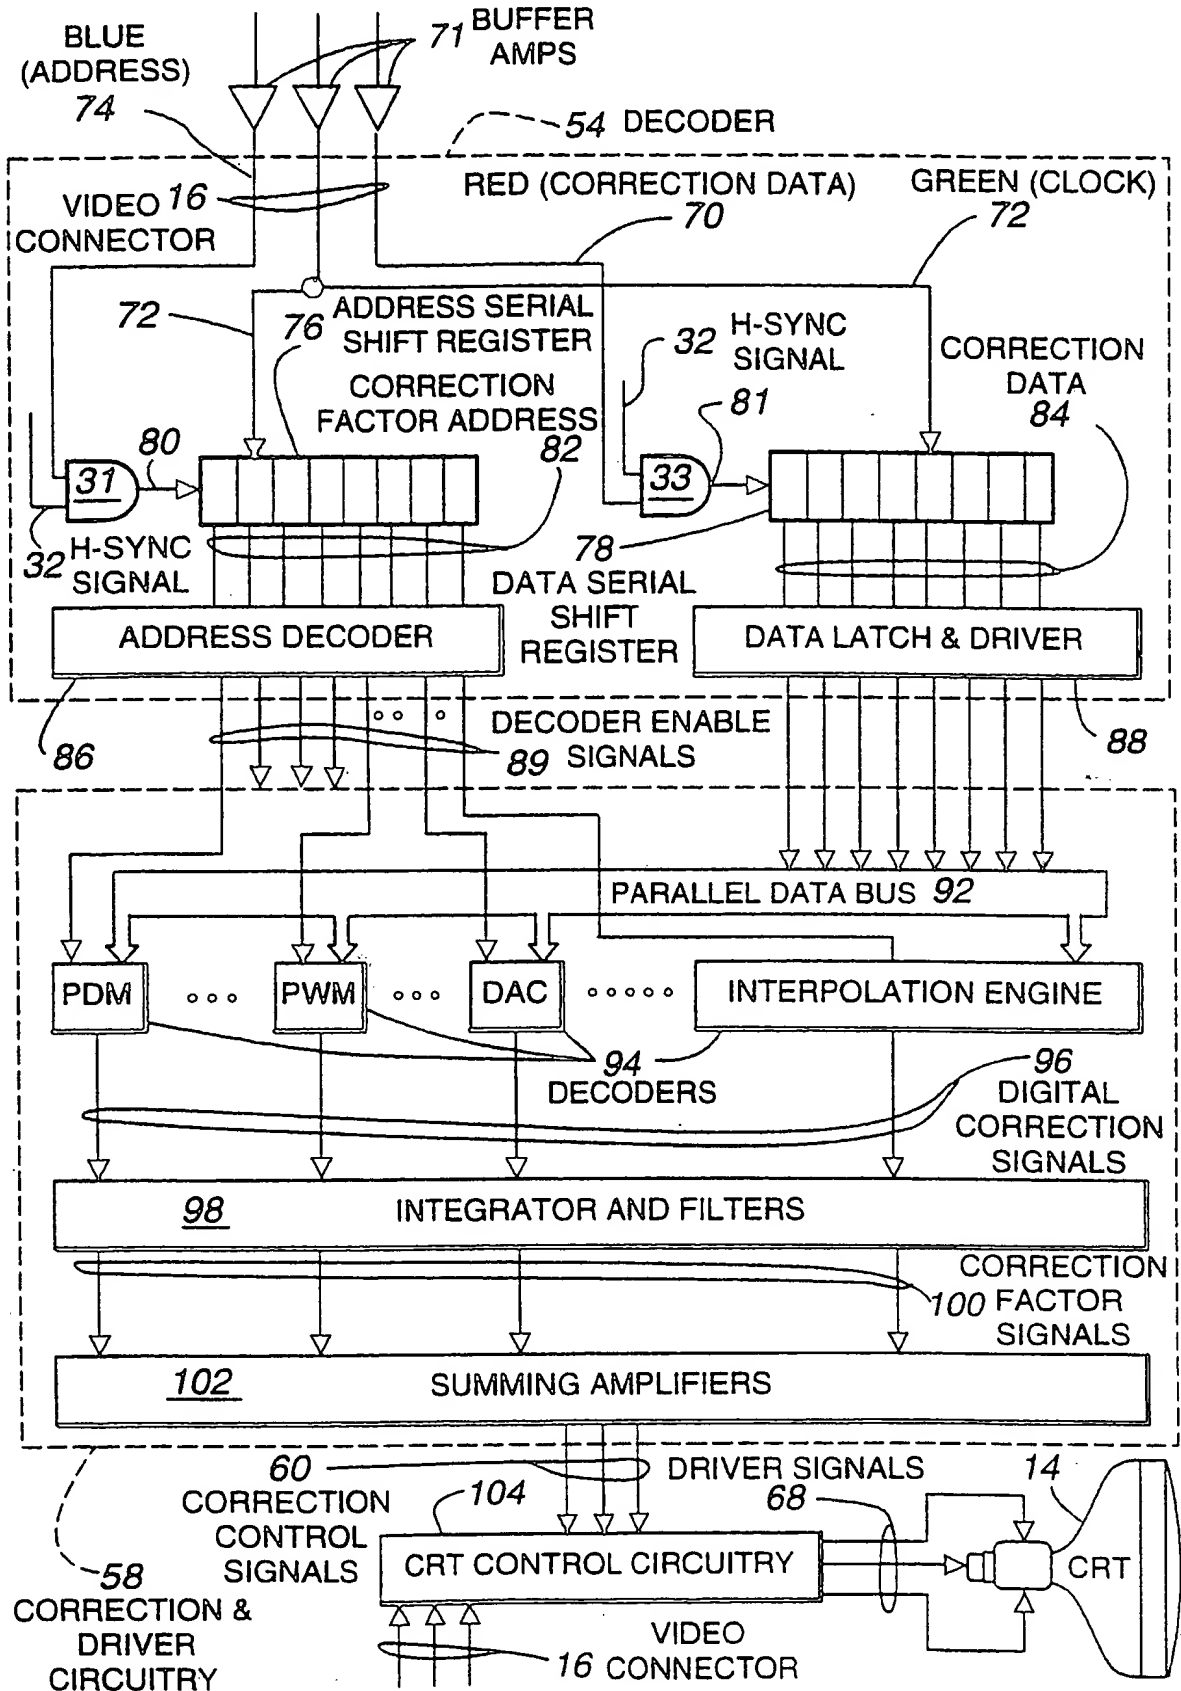 BLUE
(ADDRESS)
74
71 BUFFER
AMPS
54 DECODER
VIDEO 16
CONNECTOR
RED (CORRECTION DATA)
70
GREEN (CLOCK)
72
72
76 ADDRESS SERIAL
SHIFT REGISTER
CORRECTION
FACTOR ADDRESS
82
32 H-SYNC
SIGNAL
81
CORRECTION
DATA
84
31
80
33
32 H-SYNC
SIGNAL
78
DATA SERIAL
SHIFT
REGISTER
ADDRESS DECODER
DATA LATCH & DRIVER
86
DECODER ENABLE
89 SIGNALS
88
PARALLEL DATA BUS 92
PDM
PWM
DAC
INTERPOLATION ENGINE
94
DECODERS
96
DIGITAL
CORRECTION
SIGNALS
98 INTEGRATOR AND FILTERS
CORRECTION
100 FACTOR
SIGNALS
102 SUMMING AMPLIFIERS
60
CORRECTION
CONTROL
SIGNALS
DRIVER SIGNALS
68
104
14
CRT CONTROL CIRCUITRY
CRT
58
CORRECTION &
DRIVER
CIRCUITRY
16 VIDEO
CONNECTOR